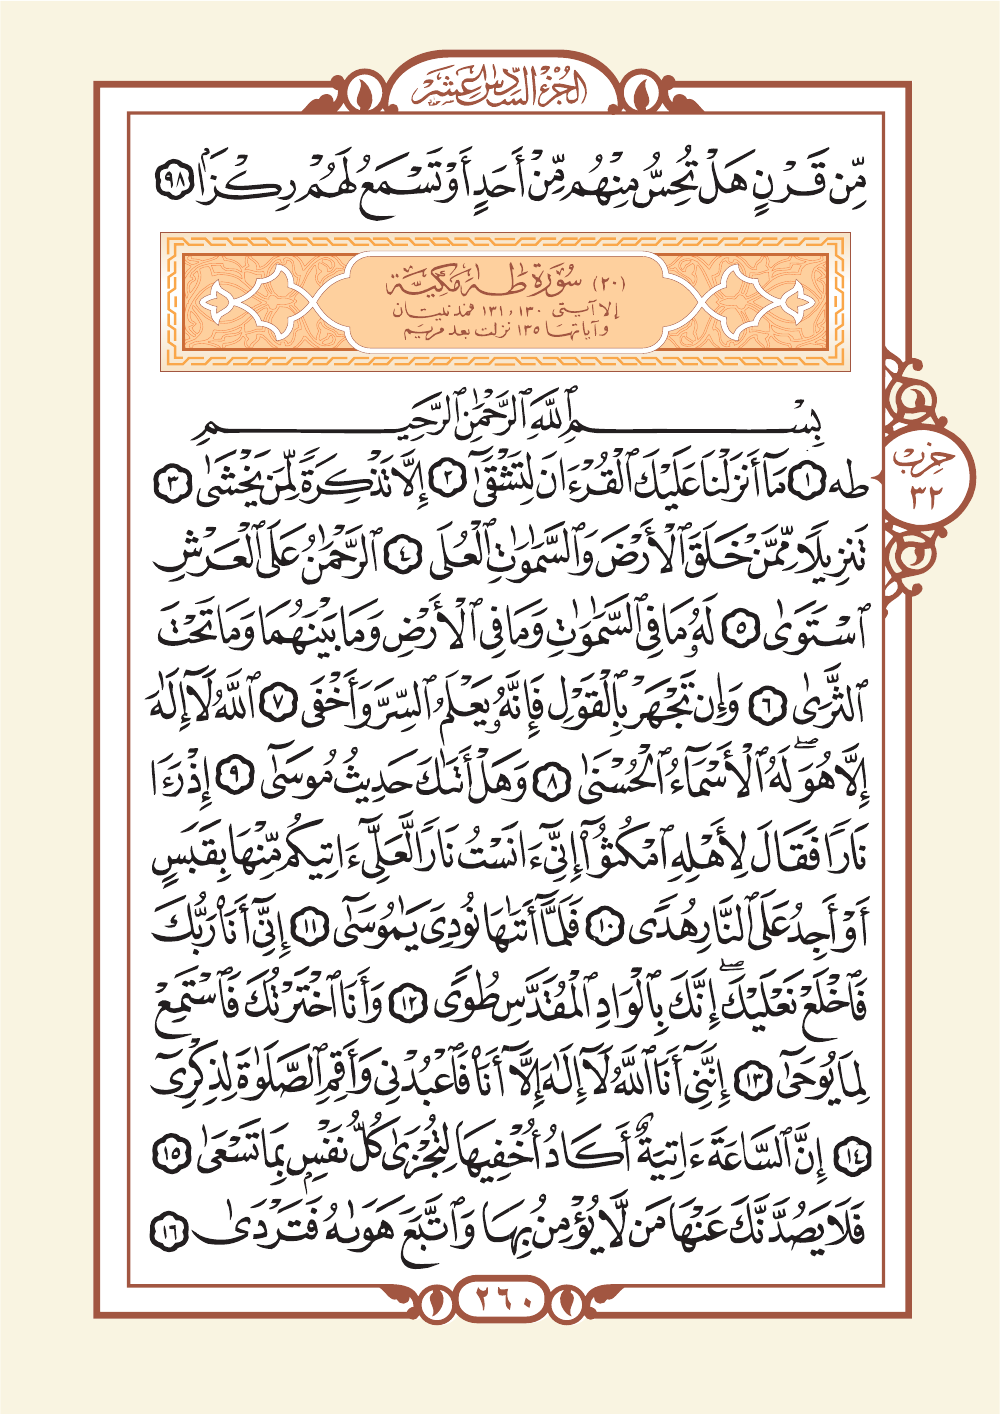 الجزء السادس عشر
مِّن قَرْنٍ هَلْ تُحِسُّ مِنْهُم مِّنْ أَحَدٍ أَوْ تَسْمَعُ لَهُمْ رِكْزَۢا ٩٨
(٢٠) سُورَةُ طه مَكِّيَّة
إلا آيتي ١٣٠ و ١٣١ فمدنيتان
وآياتها ١٣٥ نزلت بعد مريم
بِسْمِ ٱللَّهِ ٱلرَّحْمَٰنِ ٱلرَّحِيمِ
طه ١ مَآ أَنزَلْنَا عَلَيْكَ ٱلْقُرْءَانَ لِتَشْقَىٰٓ ٢ إِلَّا تَذْكِرَةً لِّمَن يَخْشَىٰ ٣
حزب
٣٢
تَنزِيلًا مِّمَّنْ خَلَقَ ٱلْأَرْضَ وَٱلسَّمَٰوَٰتِ ٱلْعُلَى ٤ ٱلرَّحْمَٰنُ عَلَى ٱلْعَرْشِ
ٱسْتَوَىٰ ٥ لَهُۥ مَا فِى ٱلسَّمَٰوَٰتِ وَمَا فِى ٱلْأَرْضِ وَمَا بَيْنَهُمَا وَمَا تَحْتَ
ٱلثَّرَىٰ ٦ وَإِن تَجْهَرْ بِٱلْقَوْلِ فَإِنَّهُۥ يَعْلَمُ ٱلسِّرَّ وَأَخْفَى ٧ ٱللَّهُ لَآ إِلَٰهَ
إِلَّا هُوَ ۖ لَهُ ٱلْأَسْمَآءُ ٱلْحُسْنَىٰ ٨ وَهَلْ أَتَىٰكَ حَدِيثُ مُوسَىٰٓ ٩ إِذْ رَءَا
نَارًا فَقَالَ لِأَهْلِهِ ٱمْكُثُوٓا۟ إِنِّىٓ ءَانَسْتُ نَارًا لَّعَلِّىٓ ءَاتِيكُم مِّنْهَا بِقَبَسٍ
أَوْ أَجِدُ عَلَى ٱلنَّارِ هُدًى ١٠ فَلَمَّآ أَتَىٰهَا نُودِىَ يَٰمُوسَىٰٓ ١١ إِنِّىٓ أَنَا۠ رَبُّكَ
فَٱخْلَعْ نَعْلَيْكَ ۖ إِنَّكَ بِٱلْوَادِ ٱلْمُقَدَّسِ طُوًى ١٢ وَأَنَا ٱخْتَرْتُكَ فَٱسْتَمِعْ
لِمَا يُوحَىٰٓ ١٣ إِنَّنِىٓ أَنَا ٱللَّهُ لَآ إِلَٰهَ إِلَّآ أَنَا۠ فَٱعْبُدْنِى وَأَقِمِ ٱلصَّلَوٰةَ لِذِكْرِىٓ
١٤ إِنَّ ٱلسَّاعَةَ ءَاتِيَةٌ أَكَادُ أُخْفِيهَا لِتُجْزَىٰ كُلُّ نَفْسٍۭ بِمَا تَسْعَىٰ ١٥
فَلَا يَصُدَّنَّكَ عَنْهَا مَن لَّا يُؤْمِنُ بِهَا وَٱتَّبَعَ هَوَىٰهُ فَتَرْدَىٰ ١٦
٢٦٠